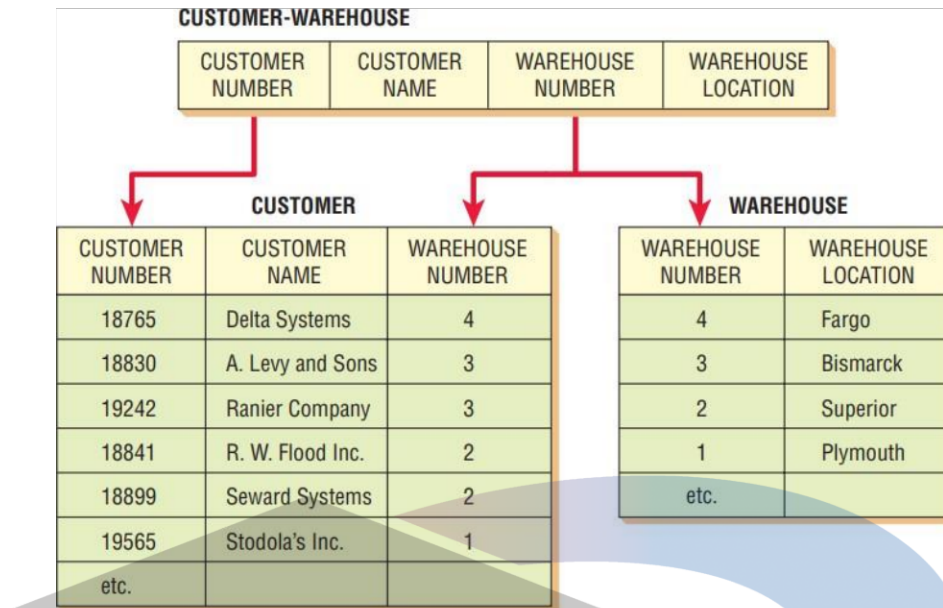 CUSTOMER-WAREHOUSE
CUSTOMER NUMBER CUSTOMER NAME WAREHOUSE NUMBER WAREHOUSE LOCATION
CUSTOMER
CUSTOMER NUMBER CUSTOMER NAME WAREHOUSE NUMBER
18765 Delta Systems 4
18830 A. Levy and Sons 3
19242 Ranier Company 3
18841 R. W. Flood Inc. 2
18899 Seward Systems 2
19565 Stodola's Inc. 1
etc.
WAREHOUSE
WAREHOUSE NUMBER WAREHOUSE LOCATION
4 Fargo
3 Bismarck
2 Superior
1 Plymouth
etc.